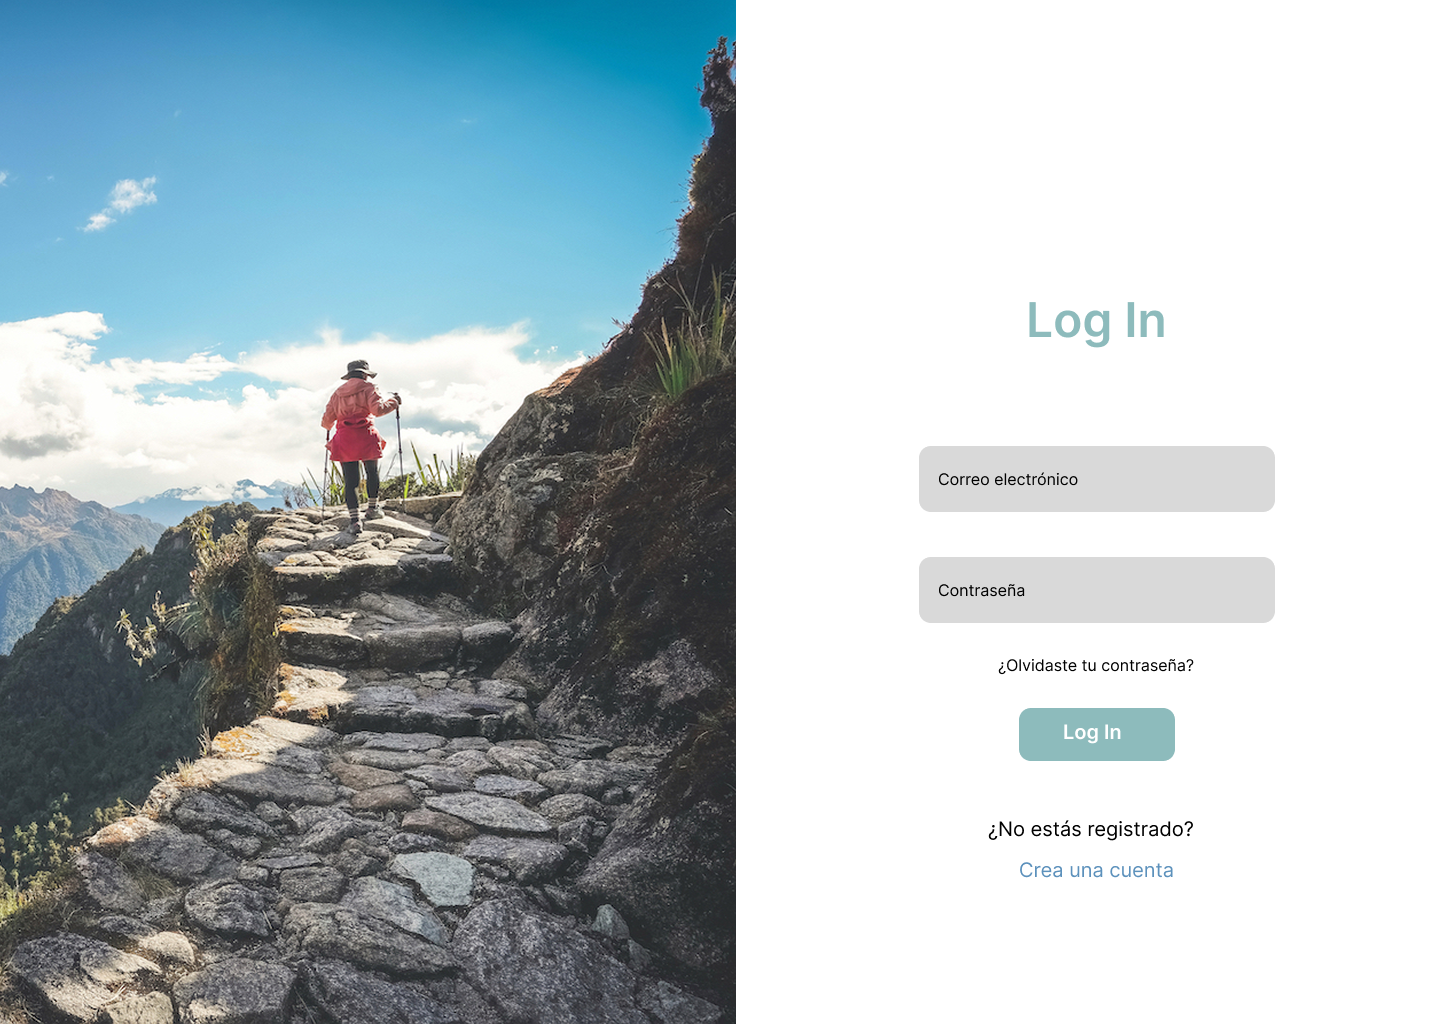 Log In
Correo electrónico
Contraseña
¿Olvidaste tu contraseña?
Log In
¿No estás registrado?
Crea una cuenta